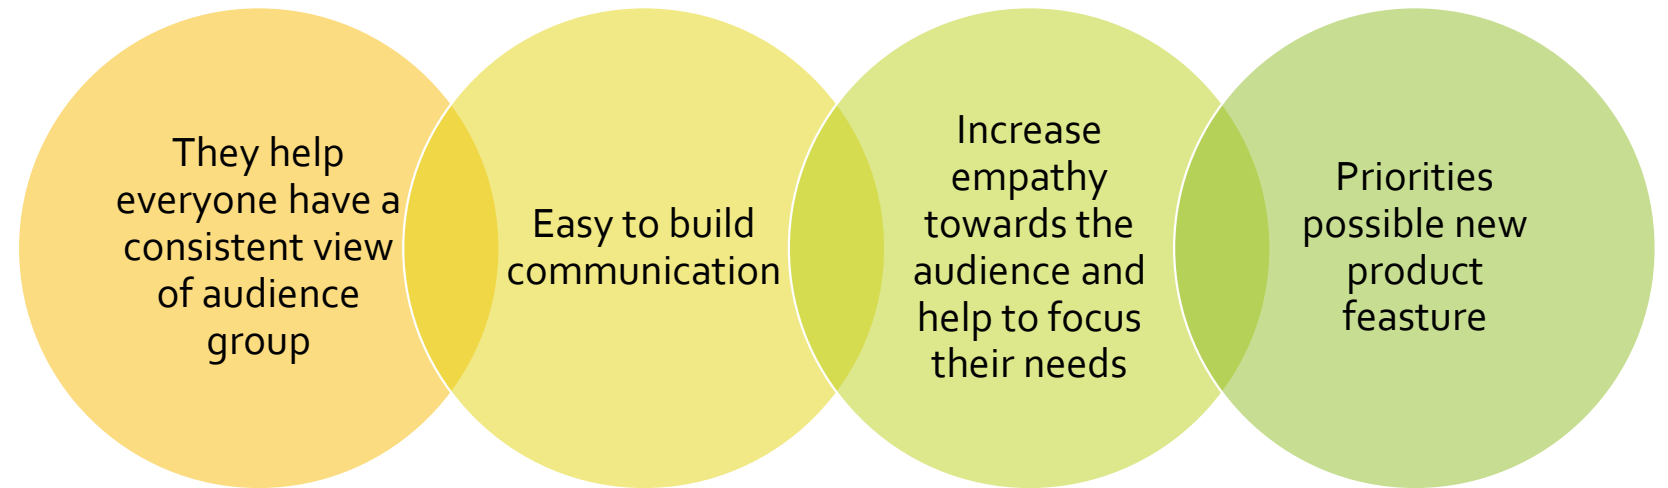 They help
everyone have a
consistent view
of audience
group
Easy to build
communication
Increase
empathy
towards the
audience and
help to focus
their needs
Priorities
possible new
product
feasture